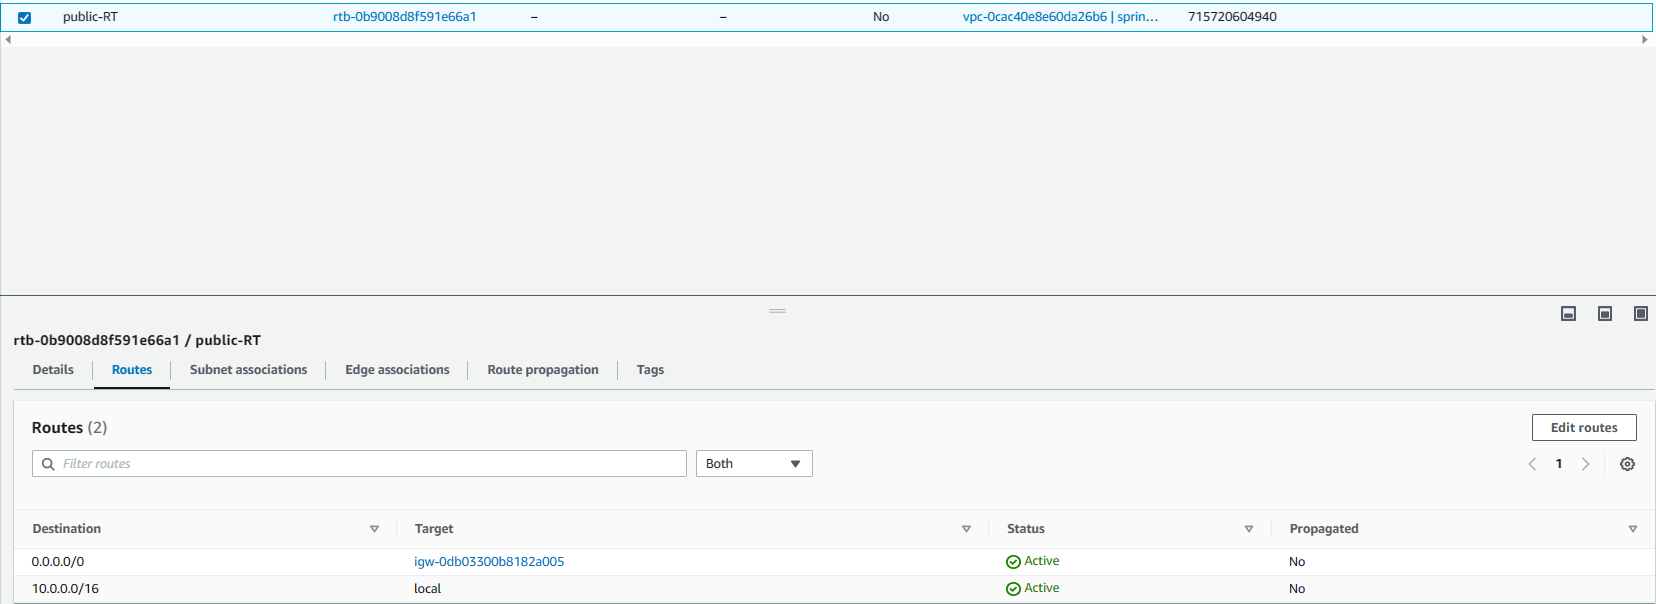 public-RT rtb-0b9008d8f591e66a1 – – No vpc-0cac40e8e60da26b6 | sprin... 715720604940
rtb-0b9008d8f591e66a1 / public-RT
Details Routes Subnet associations Edge associations Route propagation Tags
Routes (2) Edit routes
Filter routes Both 1
Destination Target Status Propagated
0.0.0.0/0 igw-0db03300b8182a005 Active No
10.0.0.0/16 local Active No